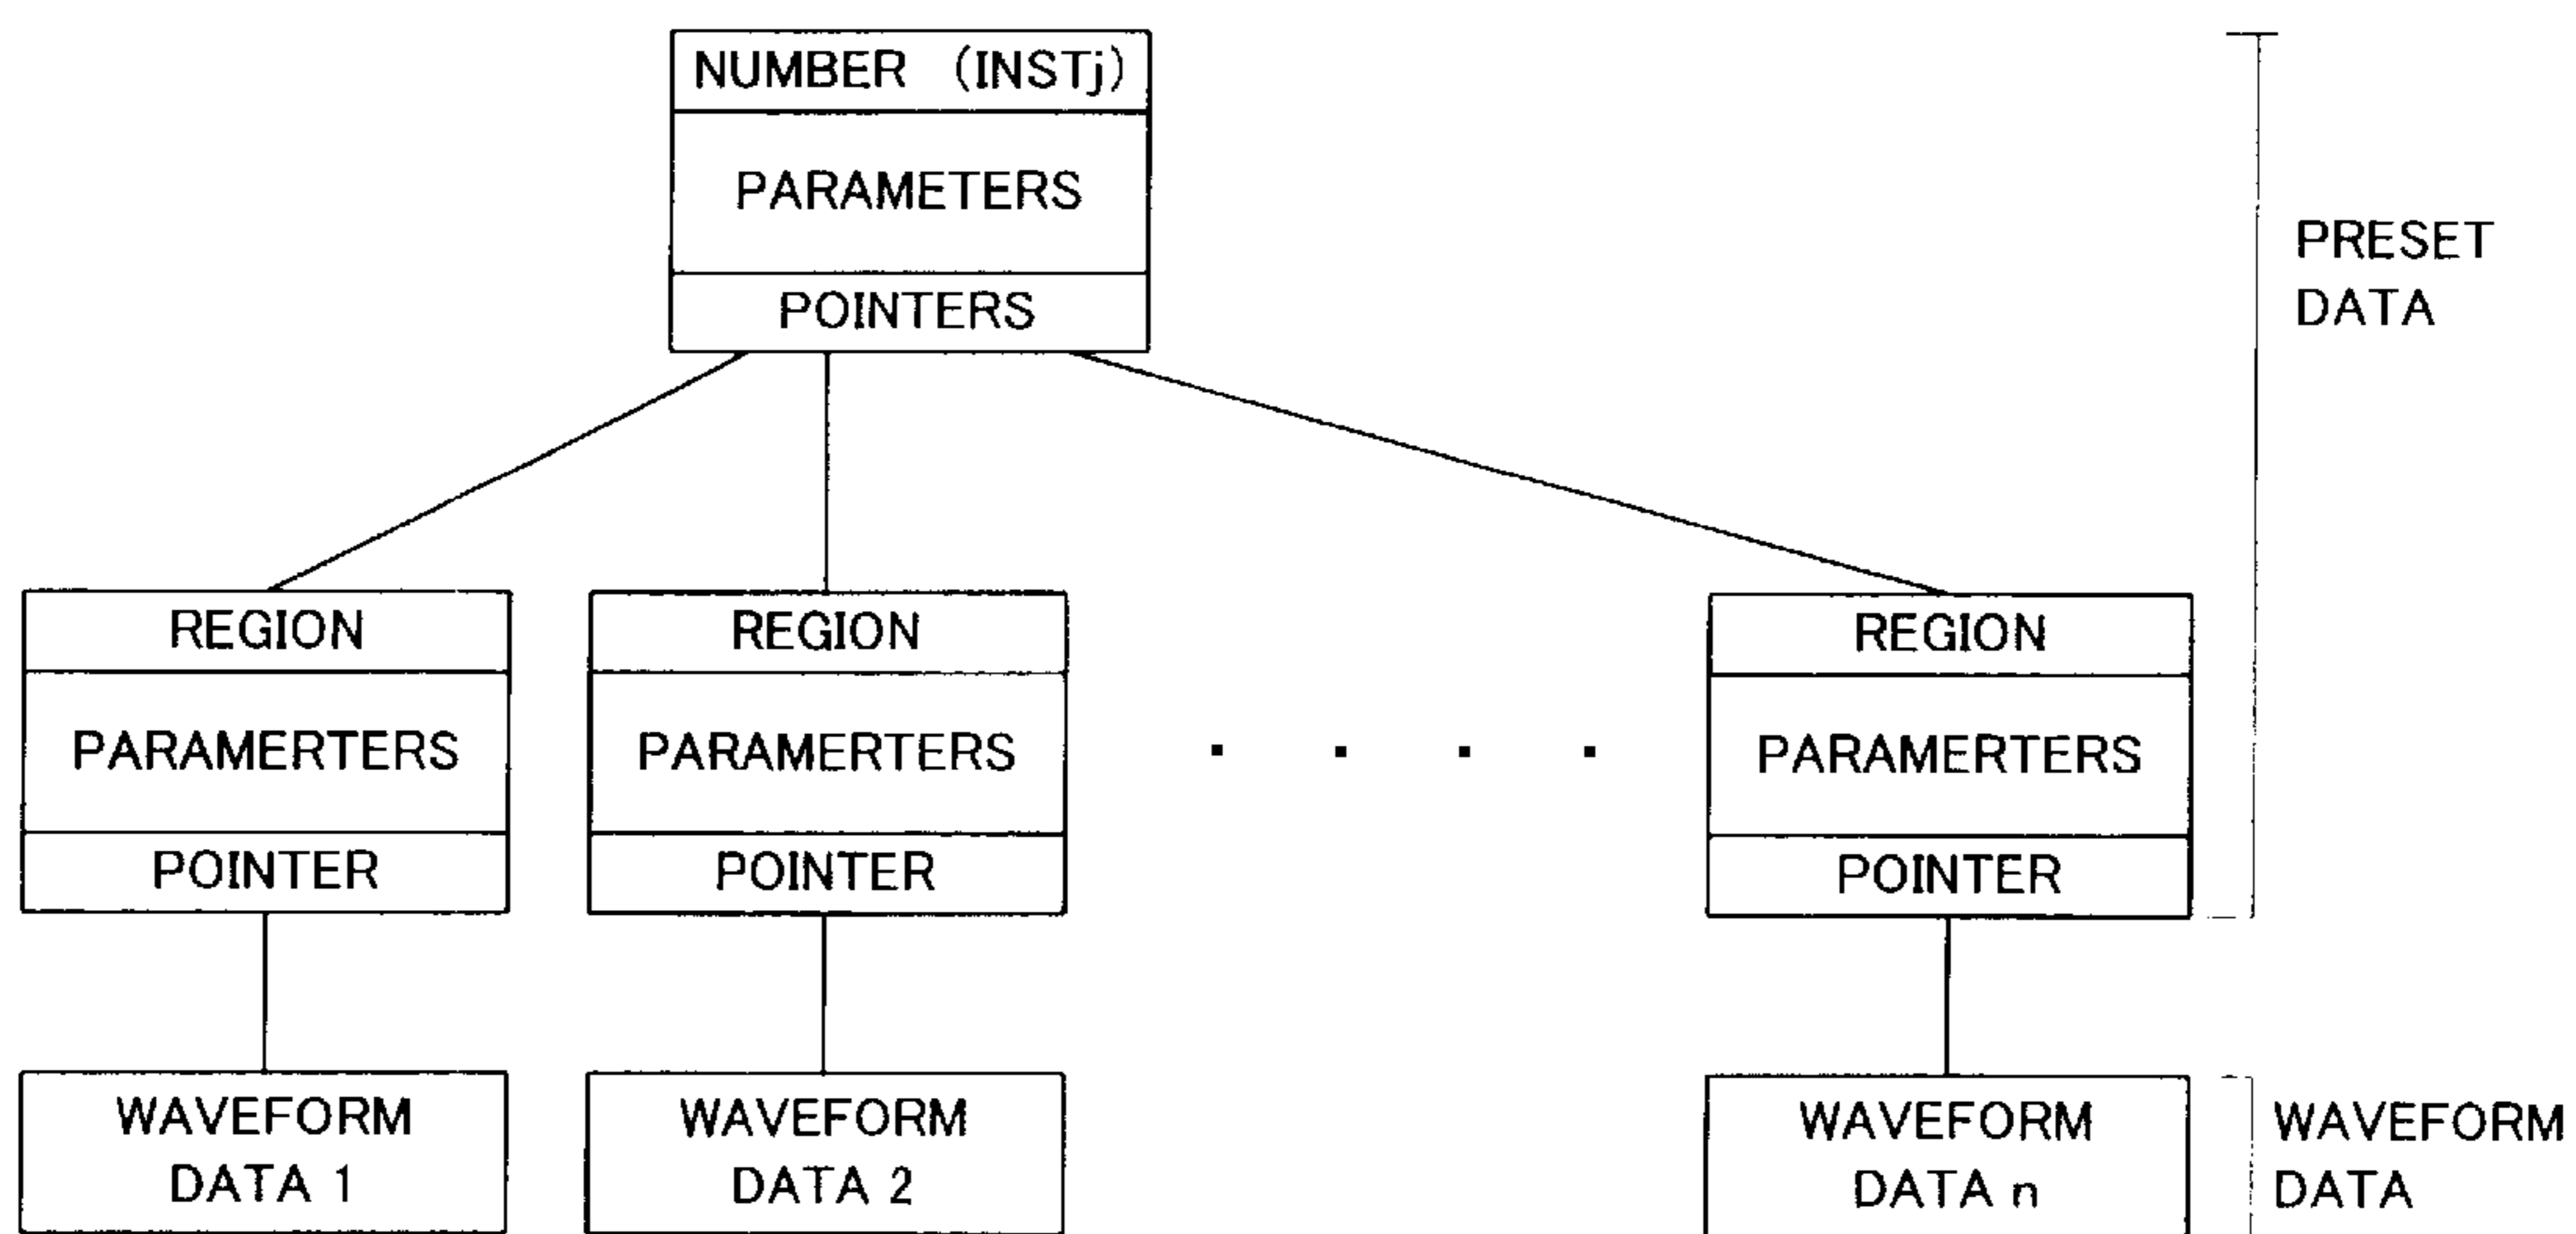 NUMBER (INSTj)
PARAMETERS
POINTERS
PRESET
DATA
REGION
REGION
REGION
PARAMERTERS
PARAMERTERS
· · · ·
PARAMERTERS
POINTER
POINTER
POINTER
WAVEFORM
DATA 1
WAVEFORM
DATA 2
WAVEFORM
DATA n
WAVEFORM
DATA